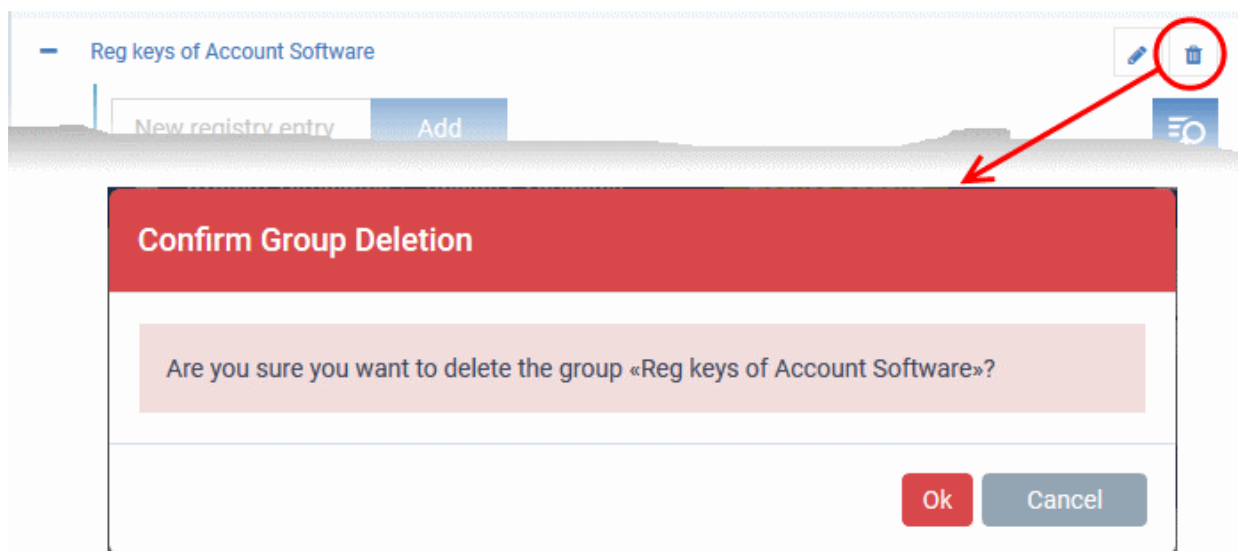 Reg keys of Account Software
New registry entry Add
Confirm Group Deletion
Are you sure you want to delete the group «Reg keys of Account Software»?
Ok Cancel